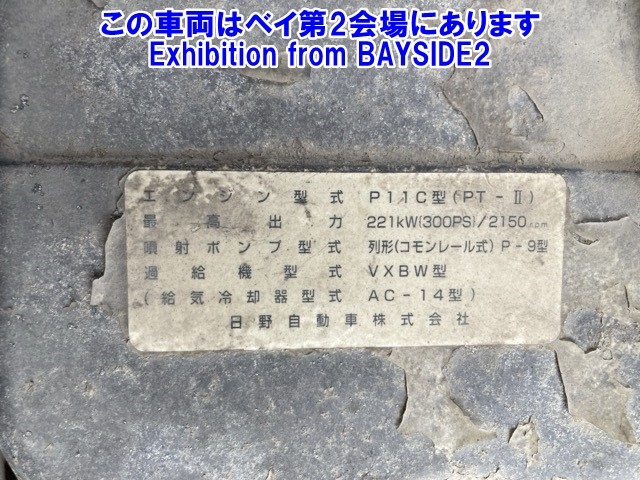 この車両はベイ第2会場にあります
Exhibition from BAYSIDE2
エンジン型式 P11C型(PT-Ⅱ)
最高出力 221kW(300PS)/2150rpm
噴射ポンプ型式 列形(コモンレール式)P-9型
過給機型式 VXBW型
(給気冷却器型式 AC-14型)
日野自動車株式会社